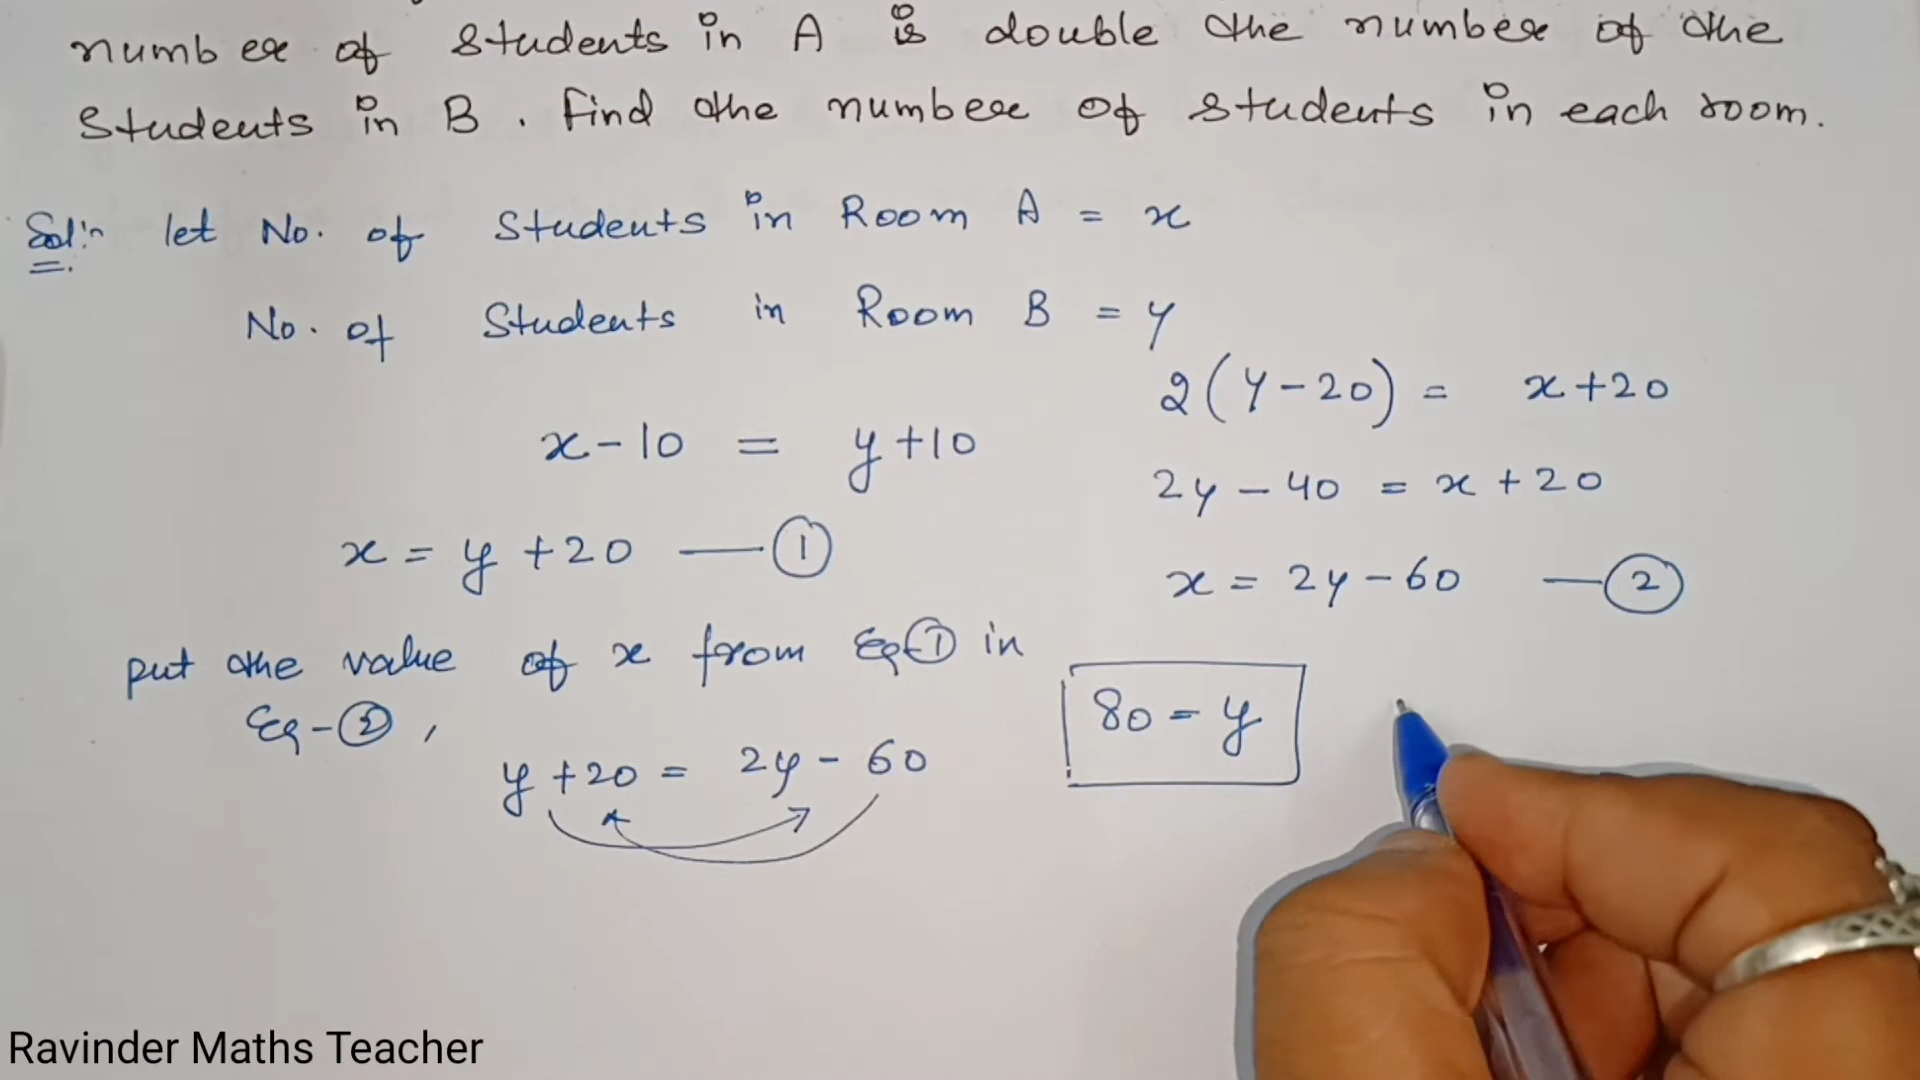 number of students in A is double the number of the
students in B. Find the number of students in each room.
Sol:n let No. of students in Room A = x
No. of Students in Room B = y
x - 10 = y + 10
x = y + 20 — ①
2(y - 20) = x + 20
2y - 40 = x + 20
x = 2y - 60 — ②
put the value of x from Eq-① in
Eq-②,
y + 20 = 2y - 60
80 = y
Ravinder Maths Teacher